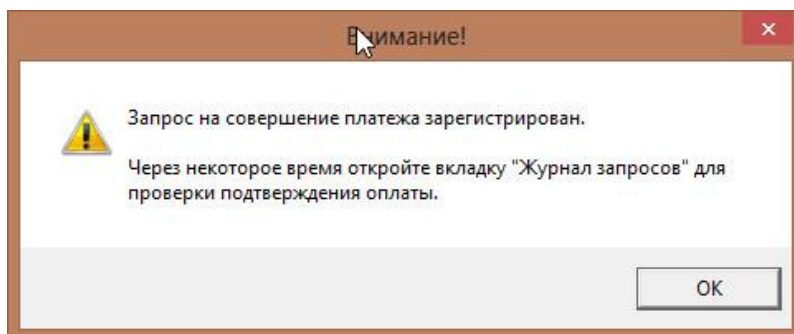 Внимание!
Запрос на совершение платежа зарегистрирован.
Через некоторое время откройте вкладку "Журнал запросов" для
проверки подтверждения оплаты.
OK